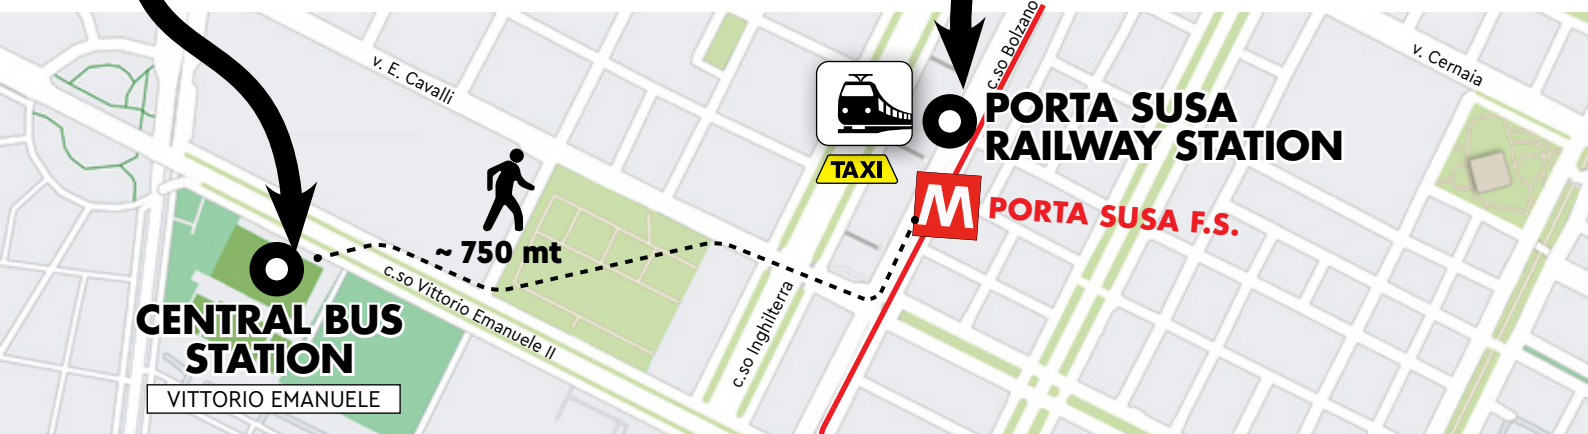 v. E. Cavalli
c.so Bolzano
v. Cernaia
PORTA SUSA
RAILWAY STATION
TAXI
M
PORTA SUSA F.S.
~ 750 mt
c.so Vittorio Emanuele II
c.so Inghilterra
CENTRAL BUS
STATION
VITTORIO EMANUELE